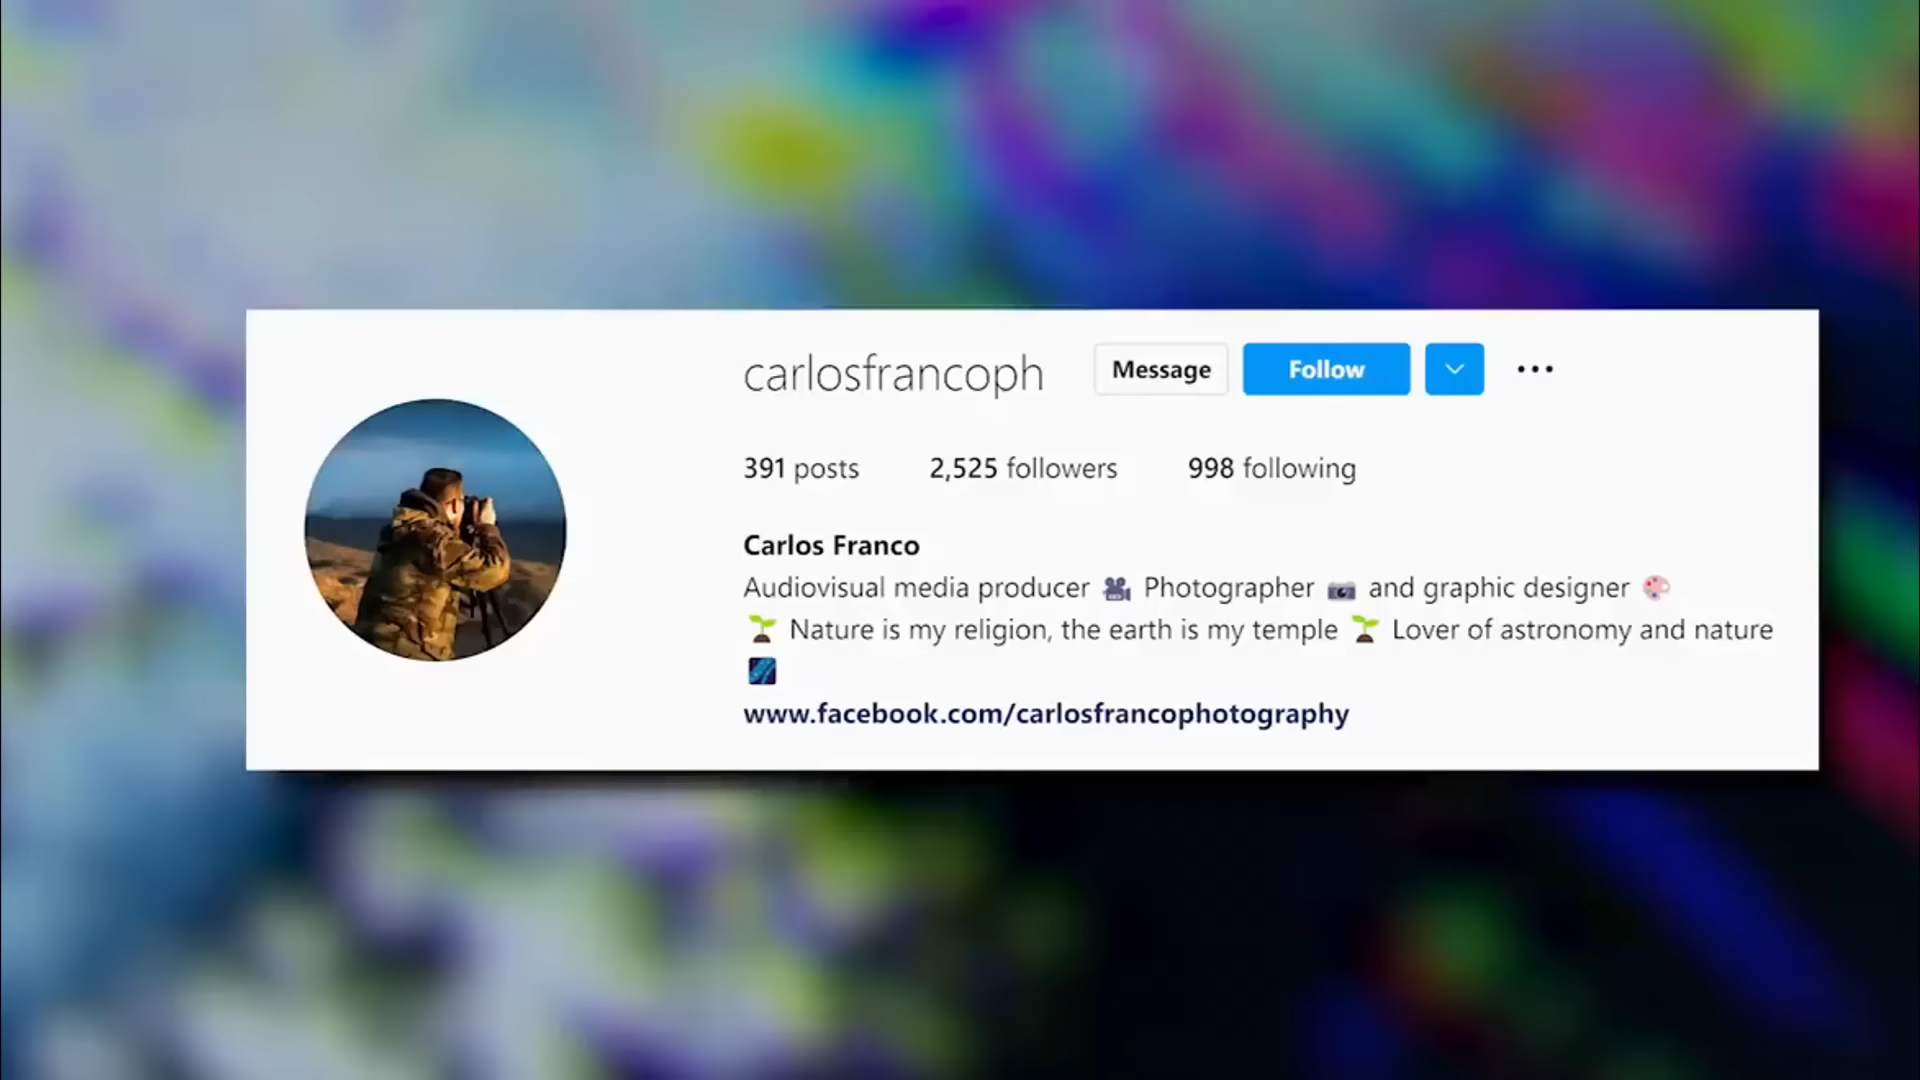 carlosfrancoph Message Follow
391 posts 2,525 followers 998 following
Carlos Franco
Audiovisual media producer 🎥 Photographer 📷 and graphic designer 🎨
🌱 Nature is my religion, the earth is my temple 🌱 Lover of astronomy and nature
🌌
www.facebook.com/carlosfrancophotography